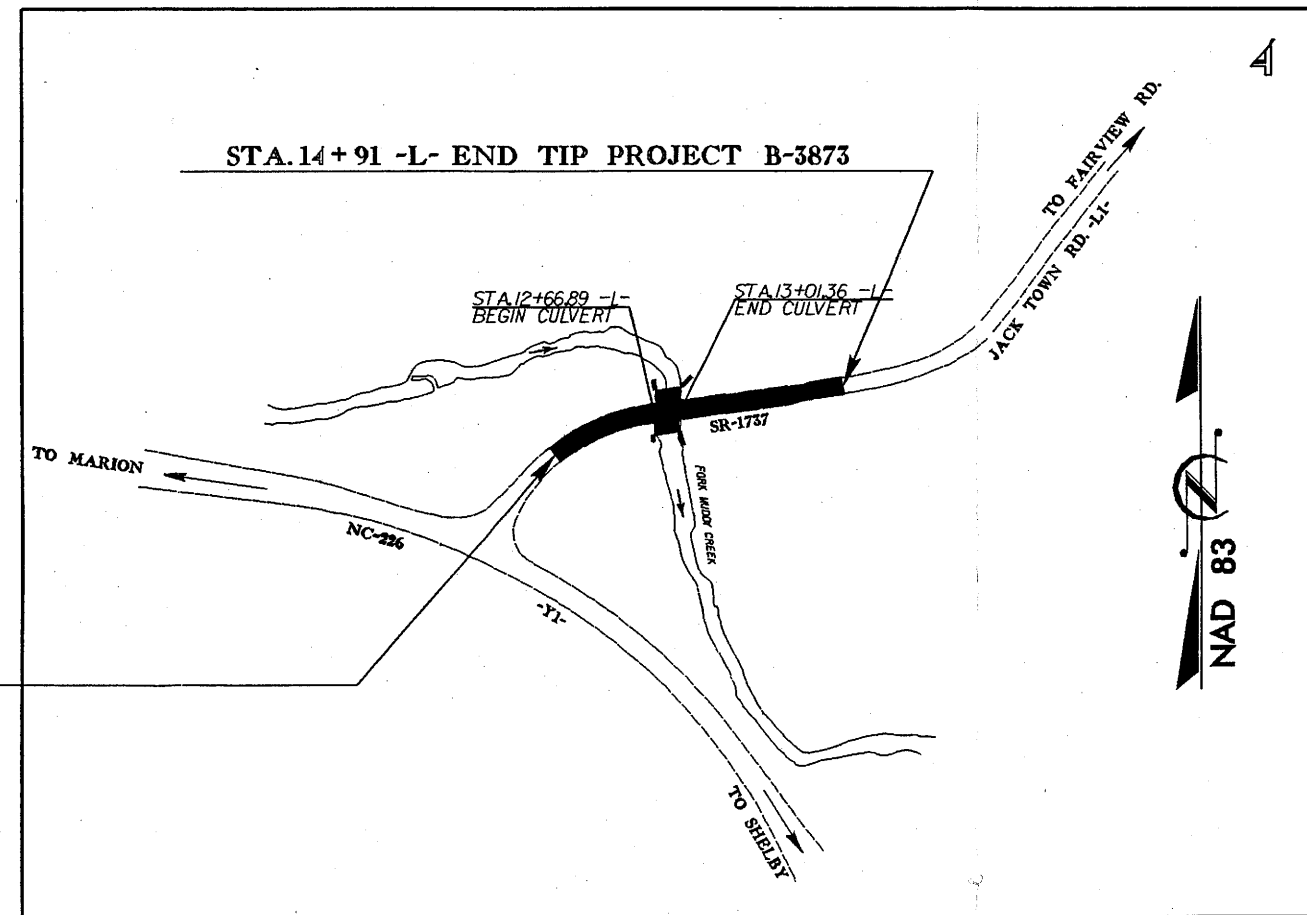 4
STA. 14+91 -L- END TIP PROJECT B-3873
TO FAIRVIEW RD.
JACK TOWN RD. -L1-
STA.12+66.89 -L-
BEGIN CULVERT
STA.13+01.36 -L-
END CULVERT
SR-1737
TO MARION
NC-226
FORK MUDDY CREEK
-Y1-
TO SHELBY
NAD 83